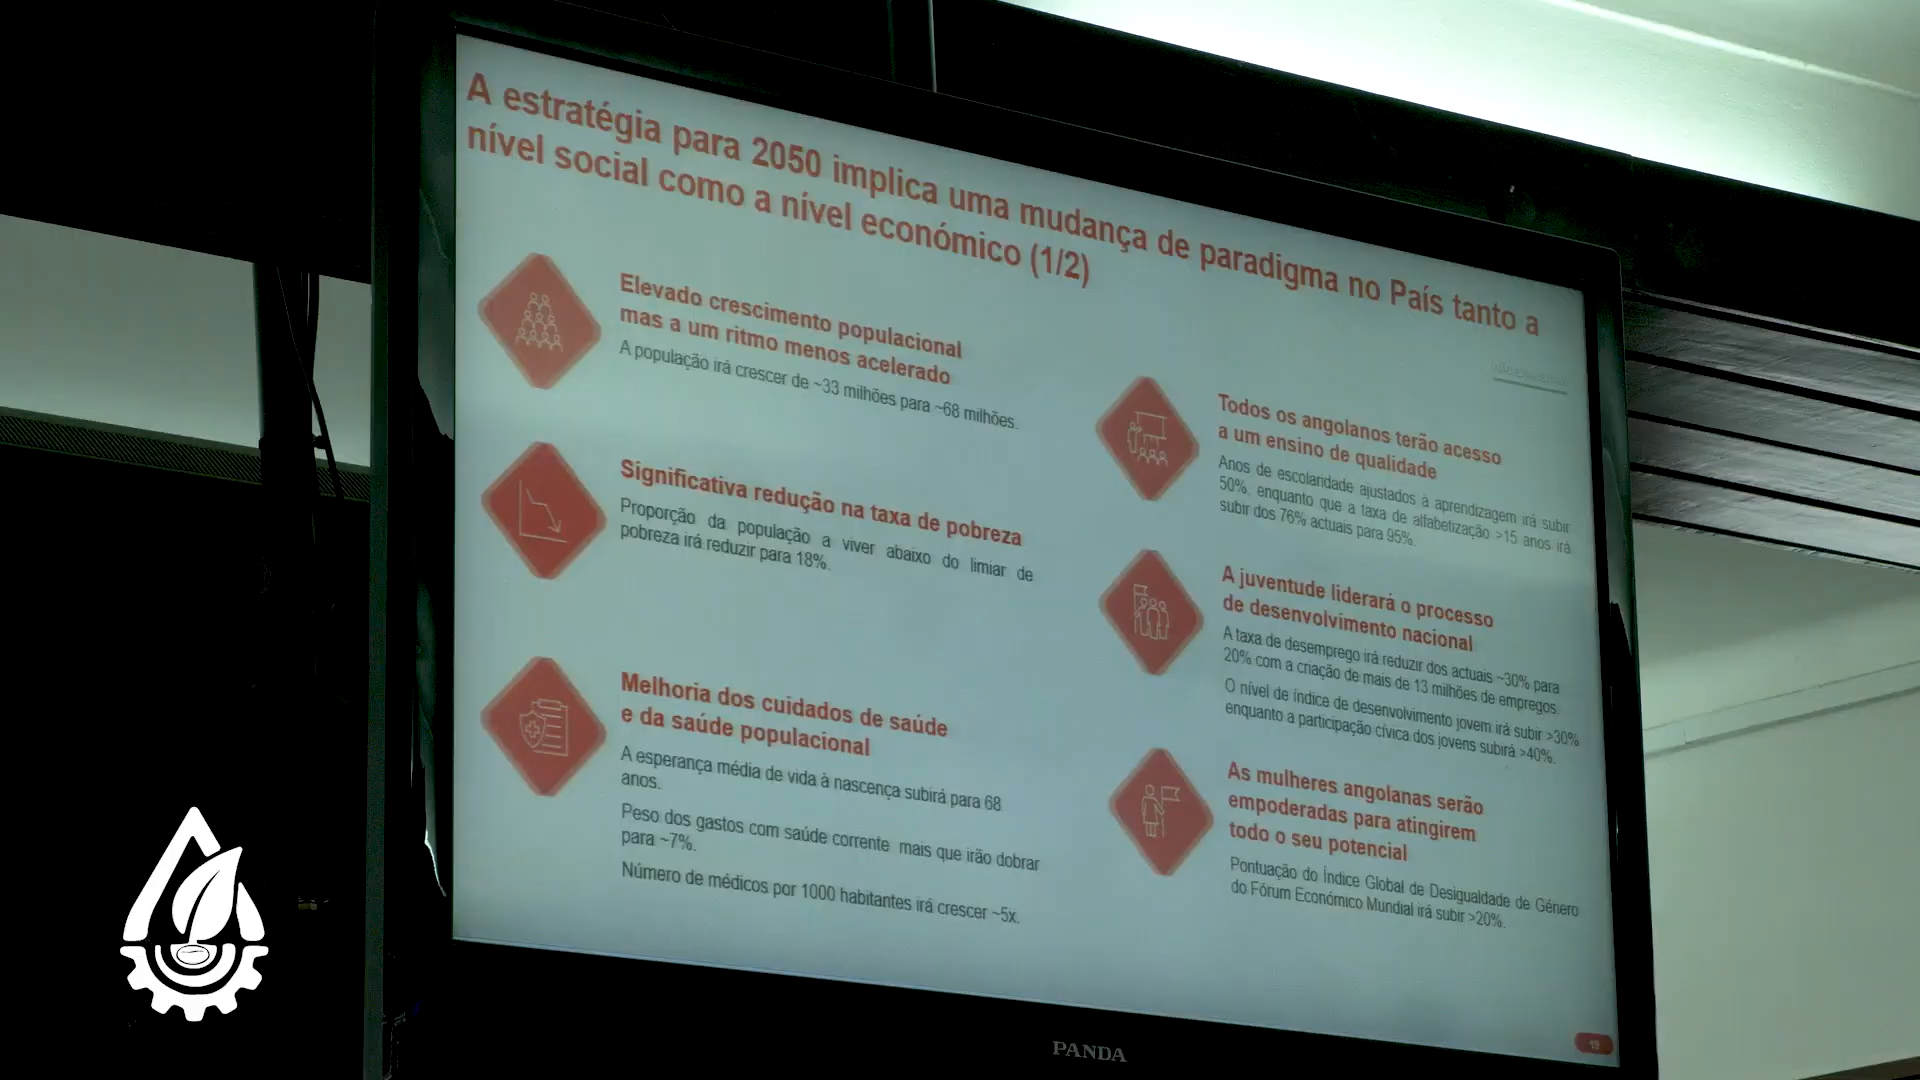 A estratégia para 2050 implica uma mudança de paradigma no País tanto a
nível social como a nível económico (1/2)
Elevado crescimento populacional
mas a um ritmo menos acelerado
A população irá crescer de ~33 milhões para ~68 milhões.
Significativa redução na taxa de pobreza
Proporção da população a viver abaixo do limiar de
pobreza irá reduzir para 18%.
Melhoria dos cuidados de saúde
e da saúde populacional
A esperança média de vida à nascença subirá para 68
anos.
Peso dos gastos com saúde corrente mais que irão dobrar
para ~7%.
Número de médicos por 1000 habitantes irá crescer ~5x.
Todos os angolanos terão acesso
a um ensino de qualidade
Anos de escolaridade ajustados à aprendizagem irá subir
50%, enquanto que a taxa de alfabetização >15 anos irá
subir dos 76% actuais para 95%.
A juventude liderará o processo
de desenvolvimento nacional
A taxa de desemprego irá reduzir dos actuais ~30% para
20% com a criação de mais de 13 milhões de empregos.
O nível de índice de desenvolvimento jovem irá subir >30%
enquanto a participação cívica dos jovens subirá >40%.
As mulheres angolanas serão
empoderadas para atingirem
todo o seu potencial
Pontuação do Índice Global de Desigualdade de Género
do Fórum Económico Mundial irá subir >20%.
19
PANDA